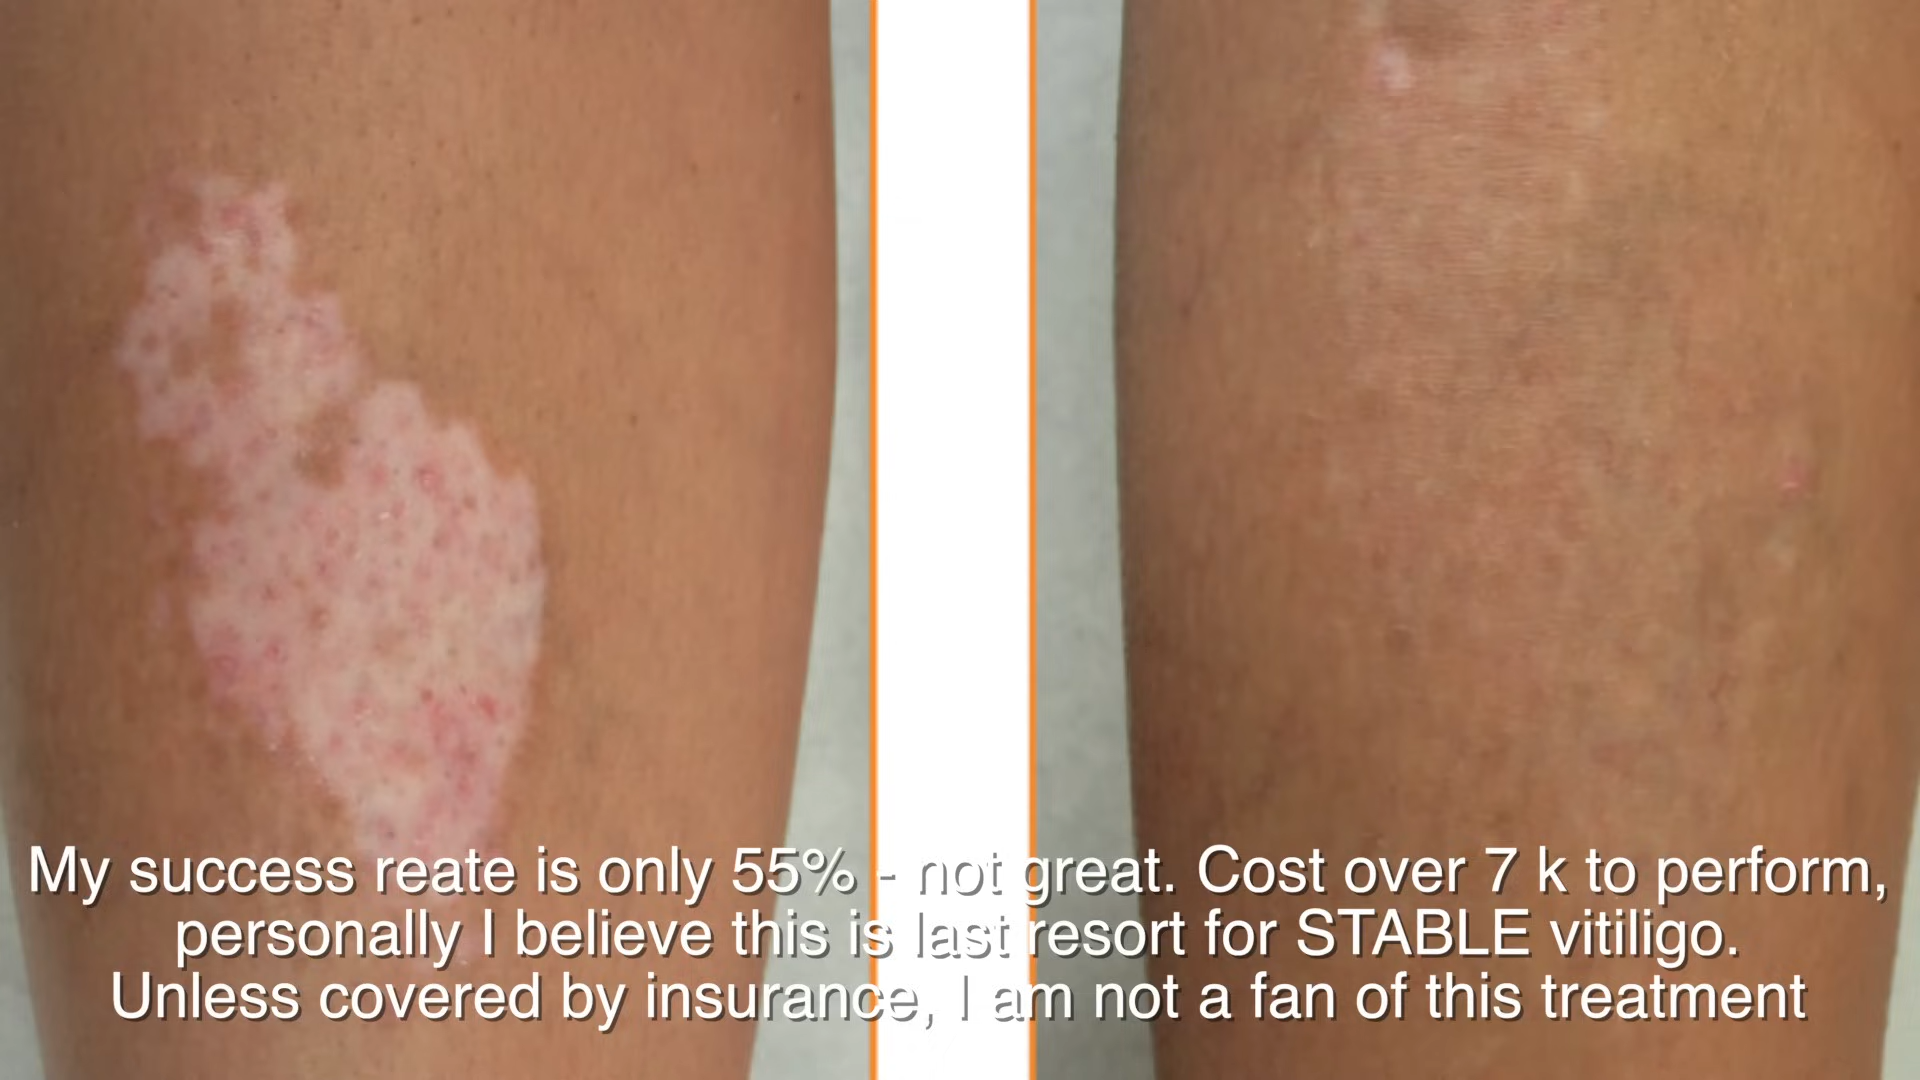 My success reate is only 55% - not great. Cost over 7 k to perform,
personally I believe this is last resort for STABLE vitiligo.
Unless covered by insurance, I am not a fan of this treatment